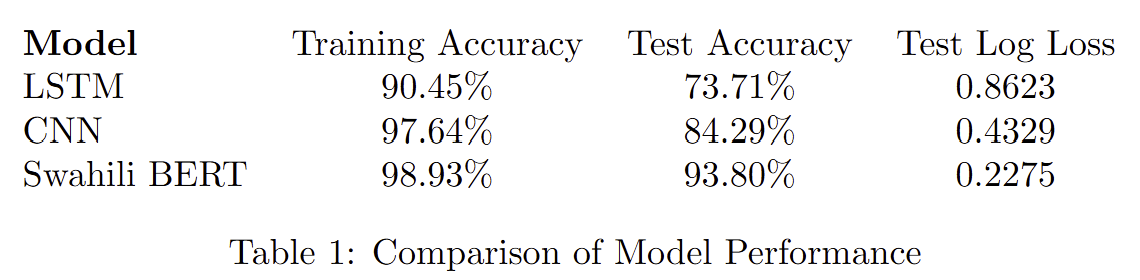 Model Training Accuracy Test Accuracy Test Log Loss
LSTM 90.45% 73.71% 0.8623
CNN 97.64% 84.29% 0.4329
Swahili BERT 98.93% 93.80% 0.2275
Table 1: Comparison of Model Performance